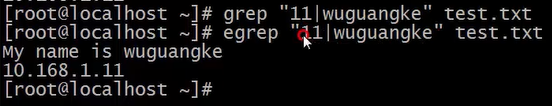 [root@localhost ~]# grep "11|wuguangke" test.txt
[root@localhost ~]# egrep "11|wuguangke" test.txt
My name is wuguangke
10.168.1.11
[root@localhost ~]#